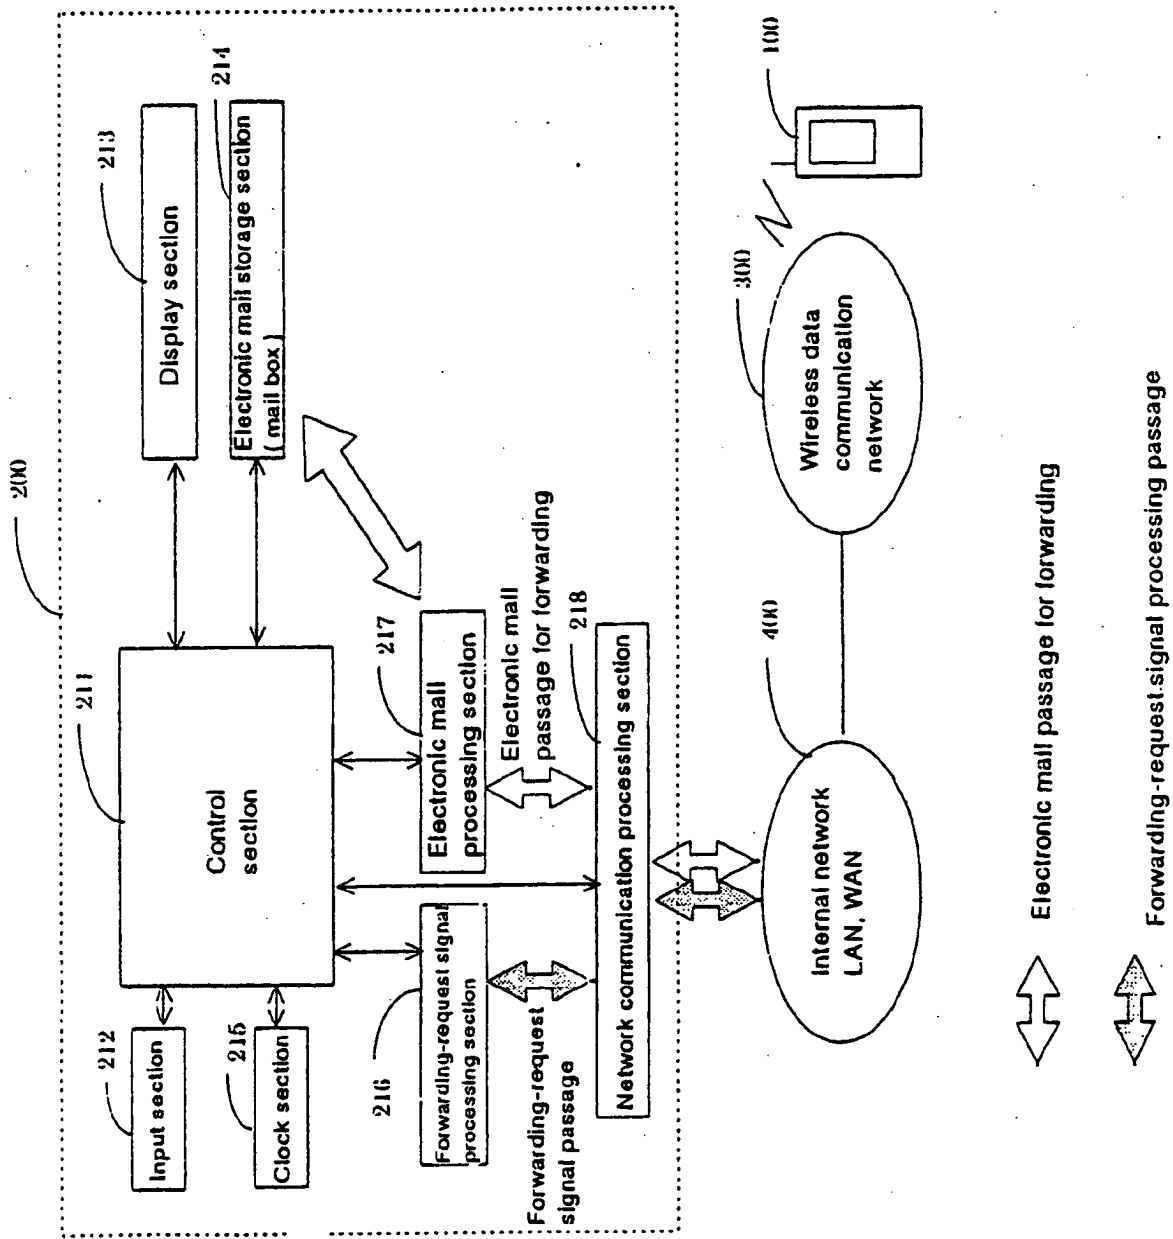 200
211
Control
section
213
Display section
214
Electronic mail storage section
( mail box )
212
Input section
215
Clock section
216
Forwarding-request signal
processing section
217
Electronic mall
processing section
Forwarding-request
signal passage
Electronic mall
passage for forwarding
218
Network communication processing section
400
Internal network
LAN, WAN
300
Wireless data
communication
network
100
Electronic mail passage for forwarding
Forwarding-request signal processing passage